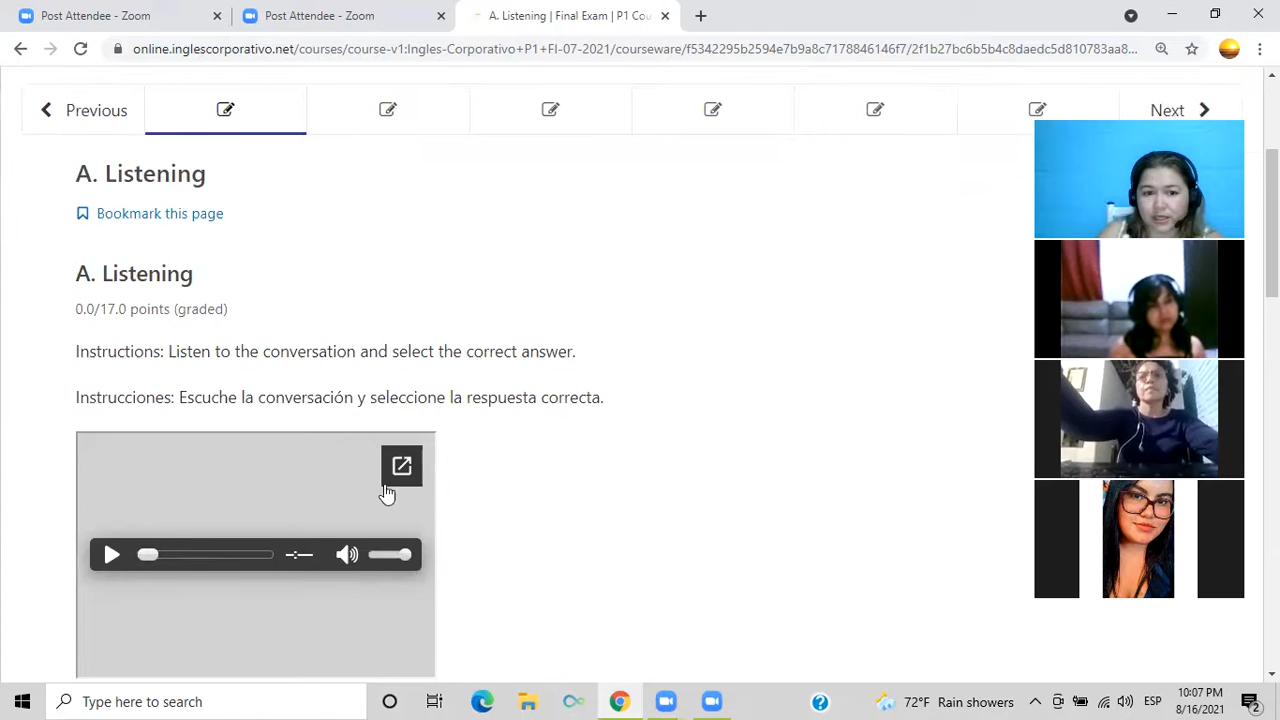 Post Attendee - Zoom
Post Attendee - Zoom
A. Listening | Final Exam | P1 Cou
online.inglescorporativo.net/courses/course-v1:Ingles-Corporativo+P1+FI-07-2021/courseware/f5342295b2594e7b9a8c7178846146f7/2f1b27bc6b5b4c8daedc5d810783aa8...
Previous
Next
A. Listening
Bookmark this page
A. Listening
0.0/17.0 points (graded)
Instructions: Listen to the conversation and select the correct answer.
Instrucciones: Escuche la conversación y seleccione la respuesta correcta.
Type here to search
72°F Rain showers
ESP
10:07 PM
8/16/2021
2